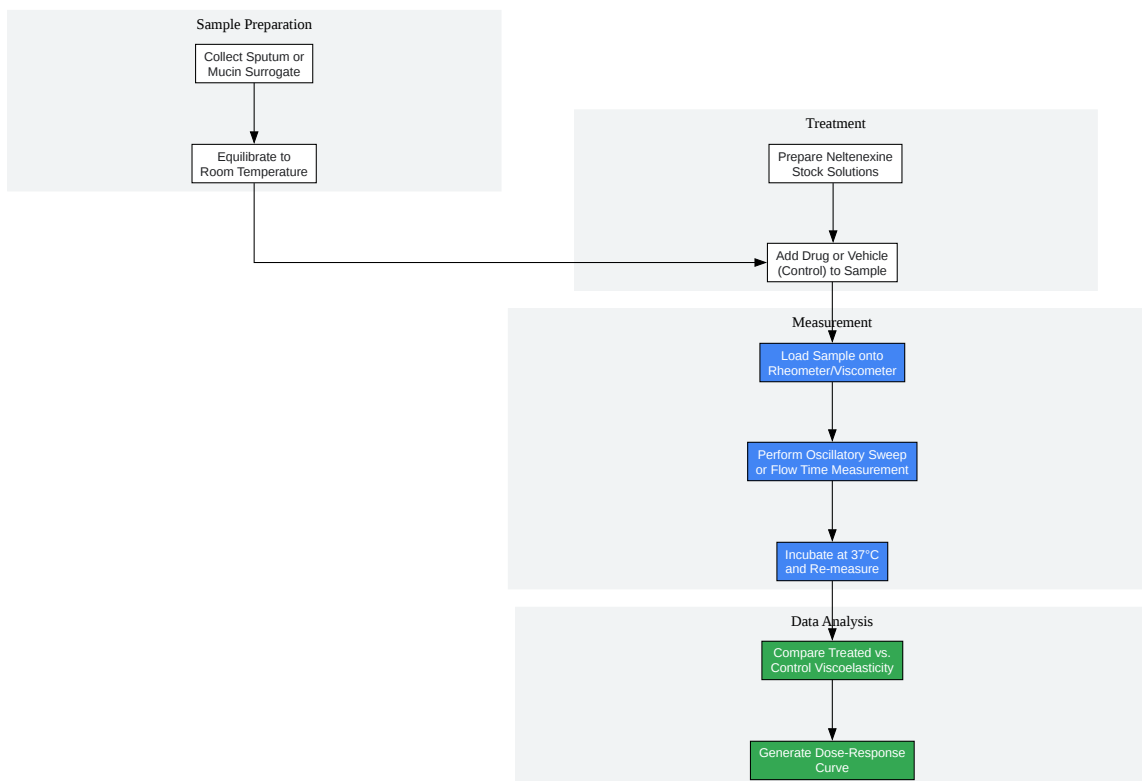 Sample Preparation
Collect Sputum or
Mucin Surrogate
Equilibrate to
Room Temperature
Treatment
Prepare Neltenexine
Stock Solutions
Add Drug or Vehicle
(Control) to Sample
Measurement
Load Sample onto
Rheometer/Viscometer
Perform Oscillatory Sweep
or Flow Time Measurement
Incubate at 37°C
and Re-measure
Data Analysis
Compare Treated vs.
Control Viscoelasticity
Generate Dose-Response
Curve